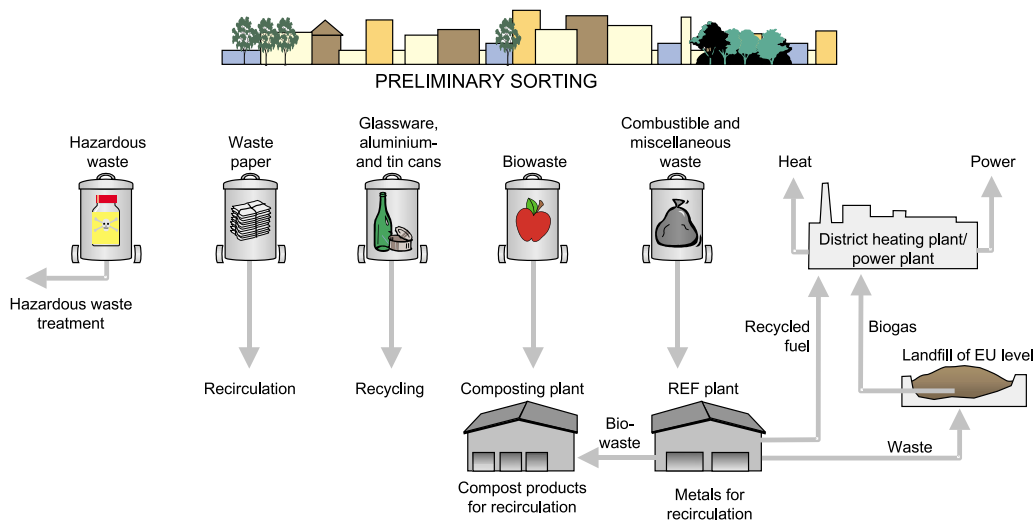 PRELIMINARY SORTING
Hazardous
waste
Waste
paper
Glassware,
aluminium-
and tin cans
Biowaste
Combustible and
miscellaneous
waste
Heat
Power
District heating plant/
power plant
Hazardous waste
treatment
Recycled
fuel
Biogas
Landfill of EU level
Recirculation
Recycling
Composting plant
REF plant
Bio-
waste
Waste
Compost products
for recirculation
Metals for
recirculation